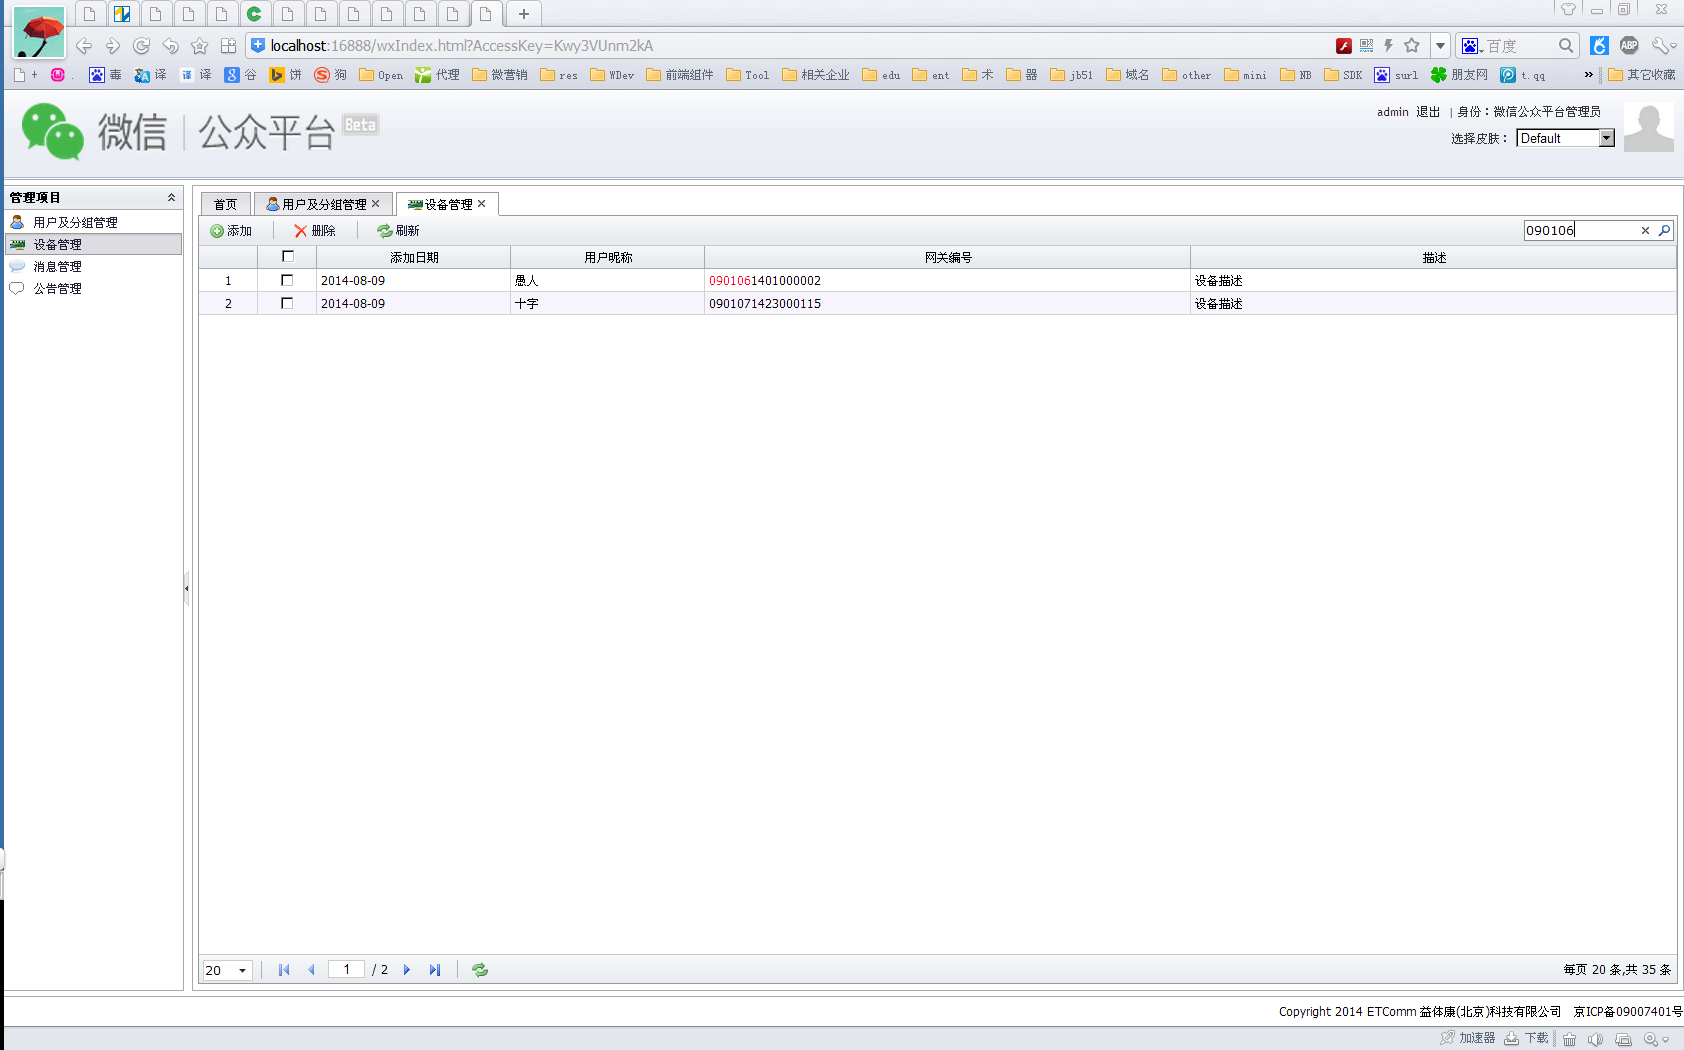 localhost:16888/wxIndex.html?AccessKey=Kwy3VUnm2kA
百度
ABP
+ . 毒 译 译 谷 饼 狗 Open 代理 微营销 res WDev 前端组件 Tool 相关企业 edu ent 术 器 jb51 域名 other mini NB SDK surl 朋友网 t.qq » 其它收藏
微信 公众平台 Beta
admin 退出 | 身份：微信公众平台管理员
选择皮肤： Default
管理项目
用户及分组管理
设备管理
消息管理
公告管理
首页 用户及分组管理 设备管理
添加 删除 刷新 090106
添加日期 用户昵称 网关编号 描述
1 2014-08-09 愚人 0901061401000002 设备描述
2 2014-08-09 十字 0901071423000115 设备描述
20 1 / 2 每页 20 条,共 35 条
Copyright 2014 ETComm 益体康(北京)科技有限公司 京ICP备09007401号
加速器 下载